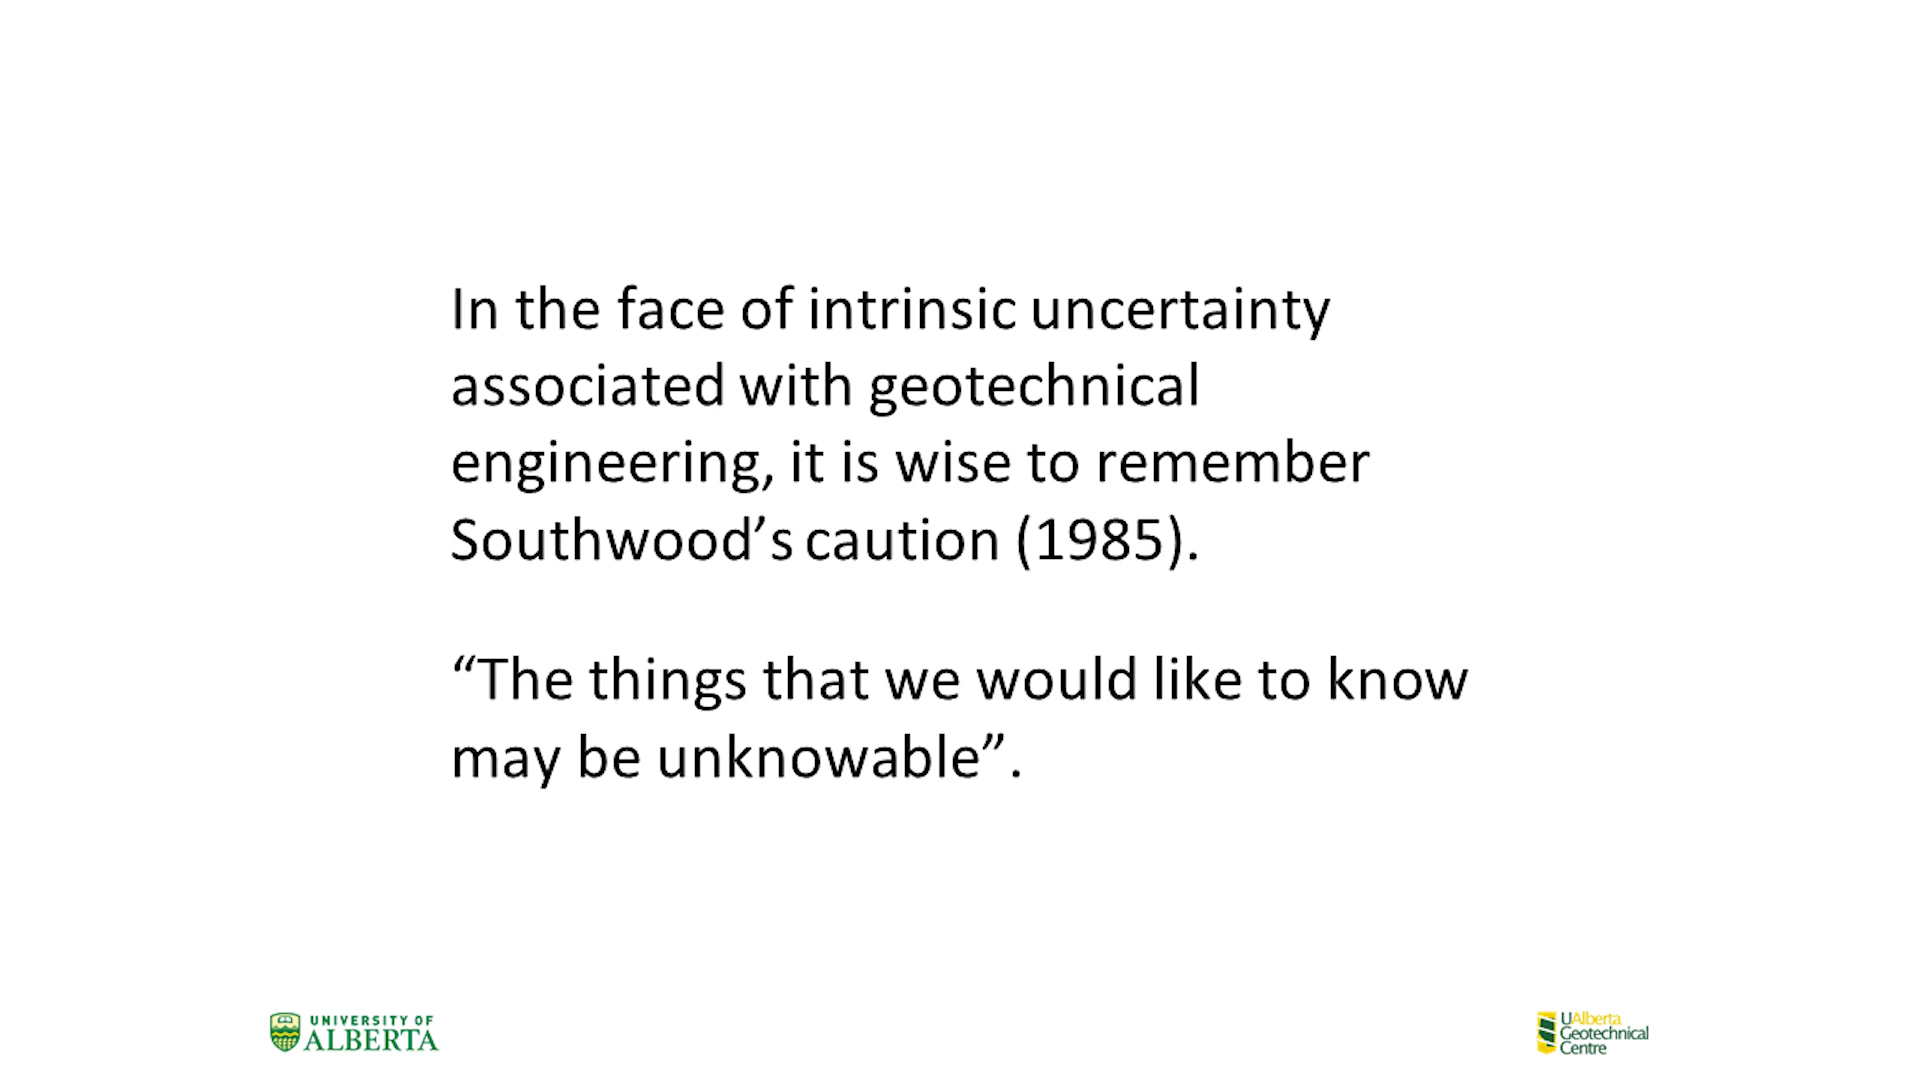 In the face of intrinsic uncertainty
associated with geotechnical
engineering, it is wise to remember
Southwood’s caution (1985).
“The things that we would like to know
may be unknowable”.
UNIVERSITY OF
ALBERTA
UAlberta
Geotechnical
Centre